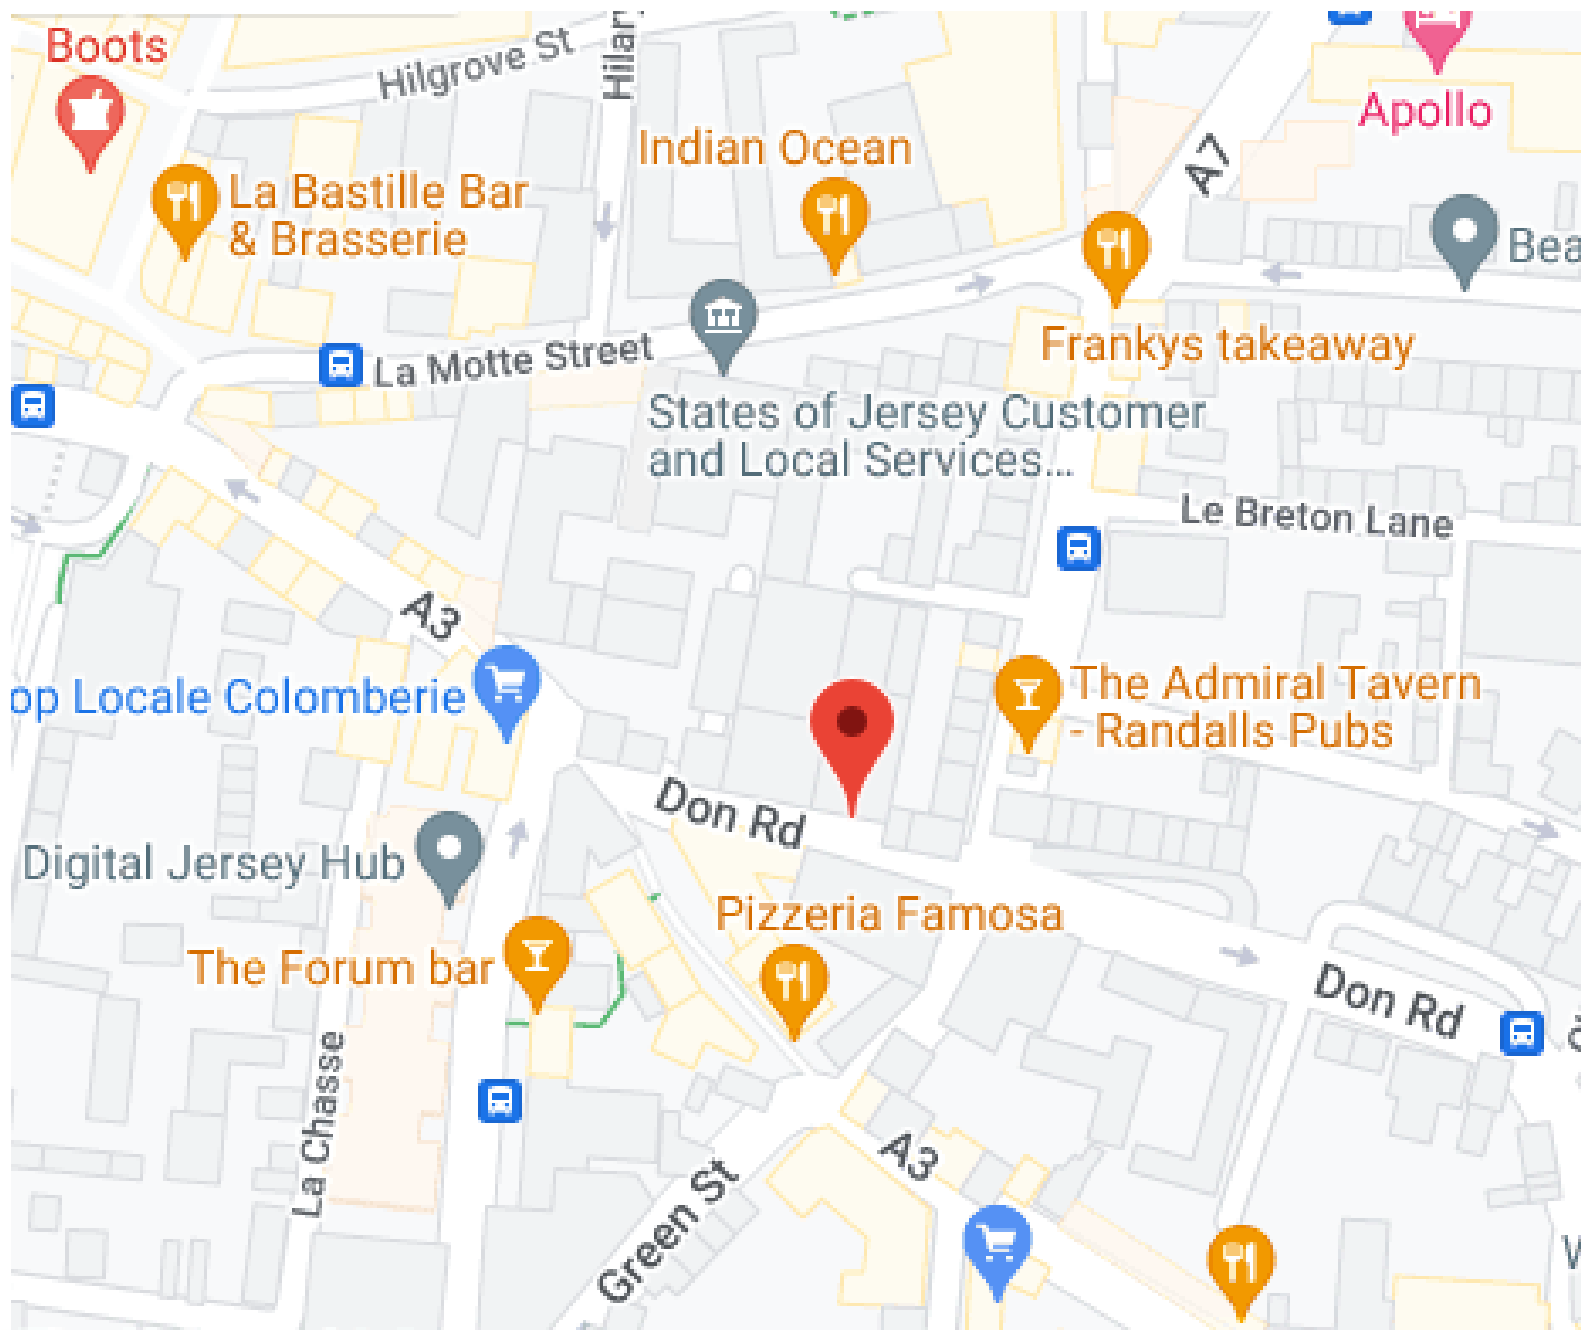 Boots
Hilgrove St
Hilar
Apollo
A7
Indian Ocean
La Bastille Bar
& Brasserie
Bea
Frankys takeaway
La Motte Street
States of Jersey Customer
and Local Services...
Le Breton Lane
A3
op Locale Colomberie
The Admiral Tavern
- Randalls Pubs
Don Rd
Digital Jersey Hub
Pizzeria Famosa
The Forum bar
Don Rd
La Chasse
A3
Green St